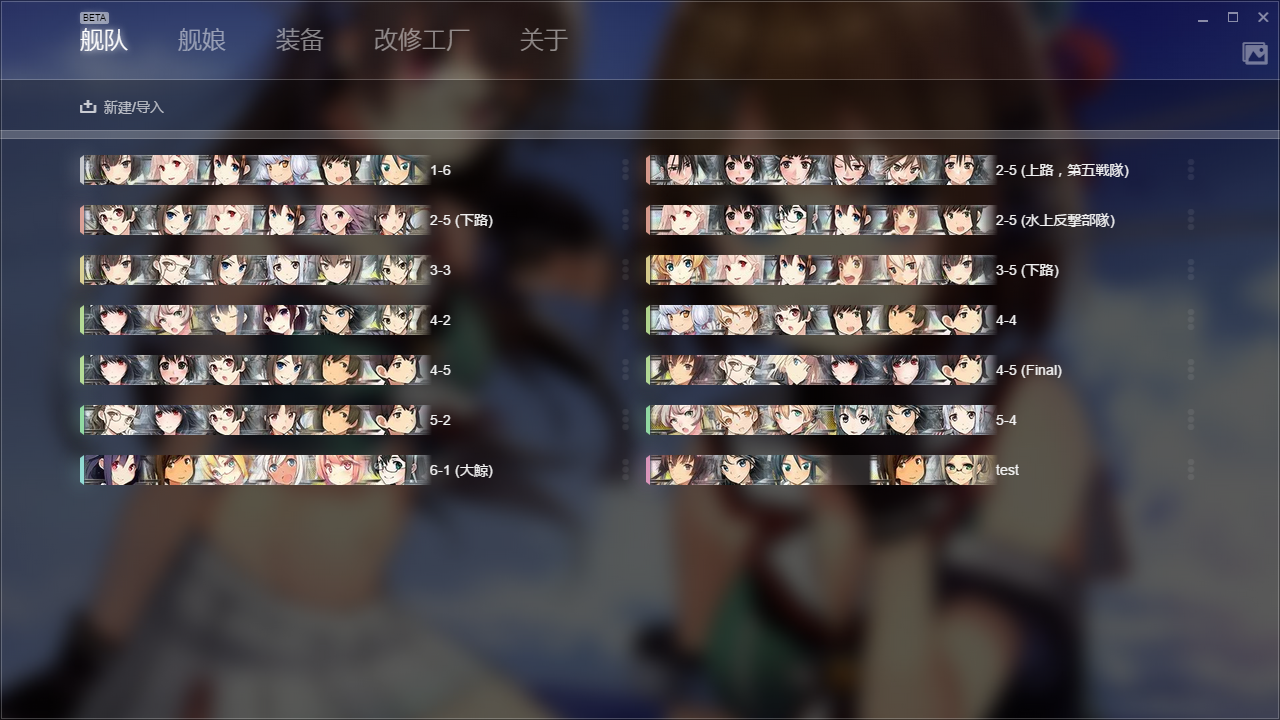 BETA
舰队 舰娘 装备 改修工厂 关于
新建/导入
1-6
2-5 (上路，第五戦隊)
2-5 (下路)
2-5 (水上反撃部隊)
3-3
3-5 (下路)
4-2
4-4
4-5
4-5 (Final)
5-2
5-4
6-1 (大鯨)
test